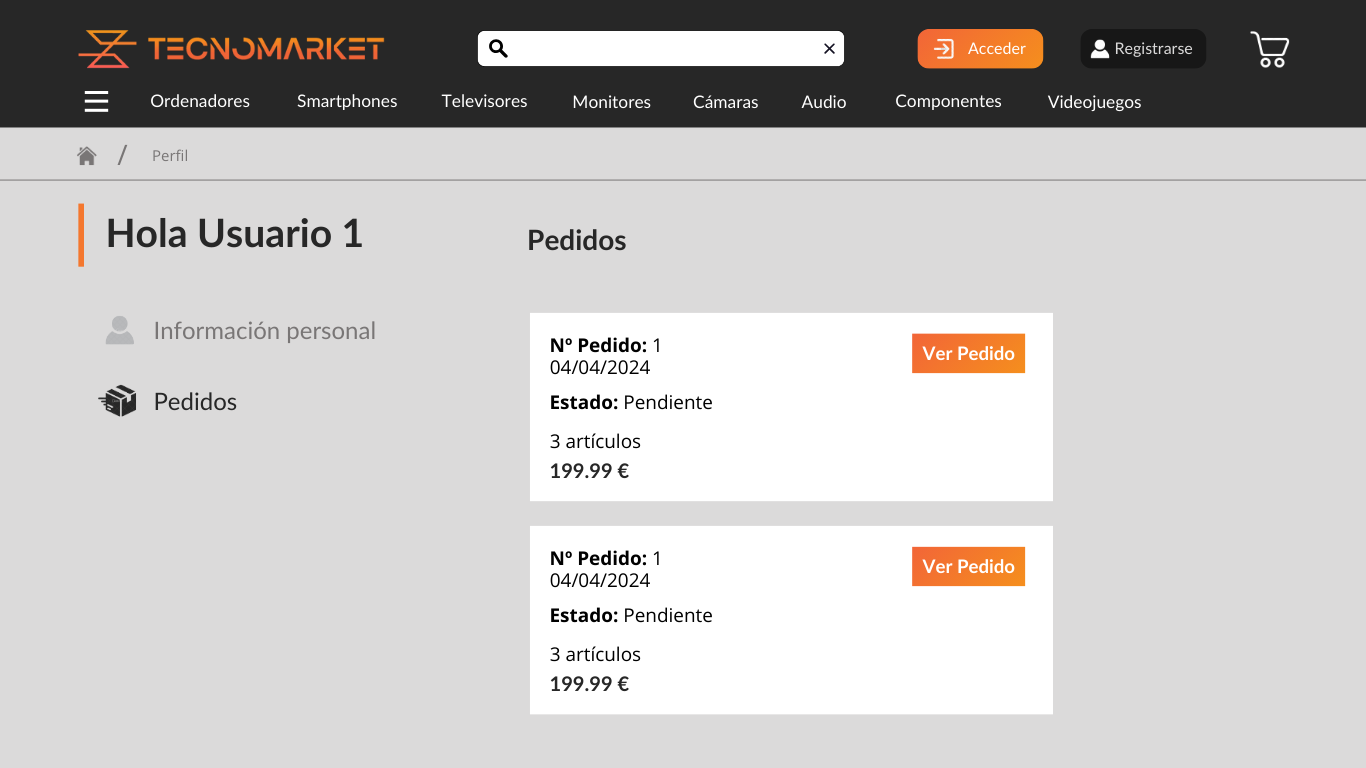 TECNOMARKET
Acceder
Registrarse
Ordenadores Smartphones Televisores Monitores Cámaras Audio Componentes Videojuegos
/ Perfil
Hola Usuario 1
Información personal
Pedidos
Pedidos
Nº Pedido: 1
04/04/2024
Ver Pedido
Estado: Pendiente
3 artículos
199.99 €
Nº Pedido: 1
04/04/2024
Ver Pedido
Estado: Pendiente
3 artículos
199.99 €